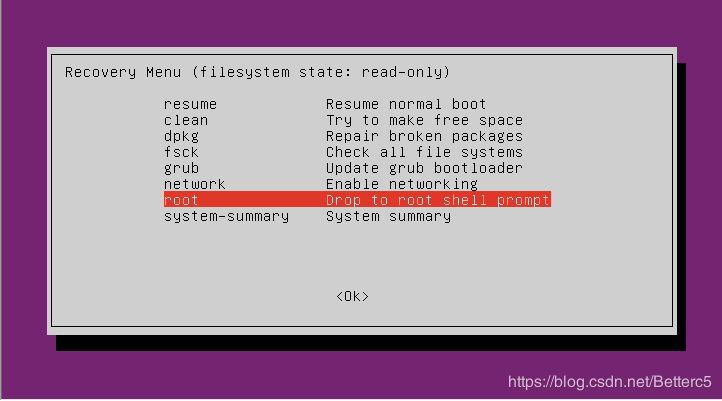 Recovery Menu (filesystem state: read-only)
resume Resume normal boot
clean Try to make free space
dpkg Repair broken packages
fsck Check all file systems
grub Update grub bootloader
network Enable networking
root Drop to root shell prompt
system-summary System summary
<Ok>
https://blog.csdn.net/Betterc5